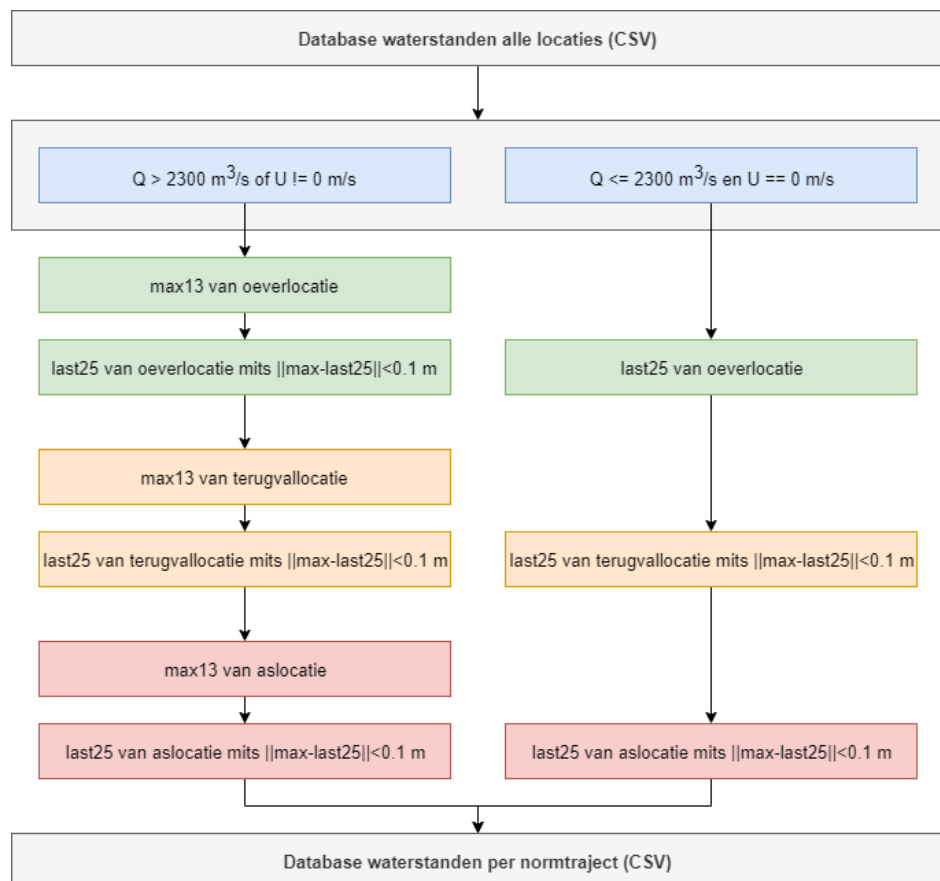 Database waterstanden alle locaties (CSV)
Q > 2300 m³/s of U != 0 m/s
Q <= 2300 m³/s en U == 0 m/s
max13 van oeverlocatie
last25 van oeverlocatie mits ||max-last25||<0.1 m
last25 van oeverlocatie
max13 van terugvallocatie
last25 van terugvallocatie mits ||max-last25||<0.1 m
last25 van terugvallocatie mits ||max-last25||<0.1 m
max13 van aslocatie
last25 van aslocatie mits ||max-last25||<0.1 m
last25 van aslocatie mits ||max-last25||<0.1 m
Database waterstanden per normtraject (CSV)